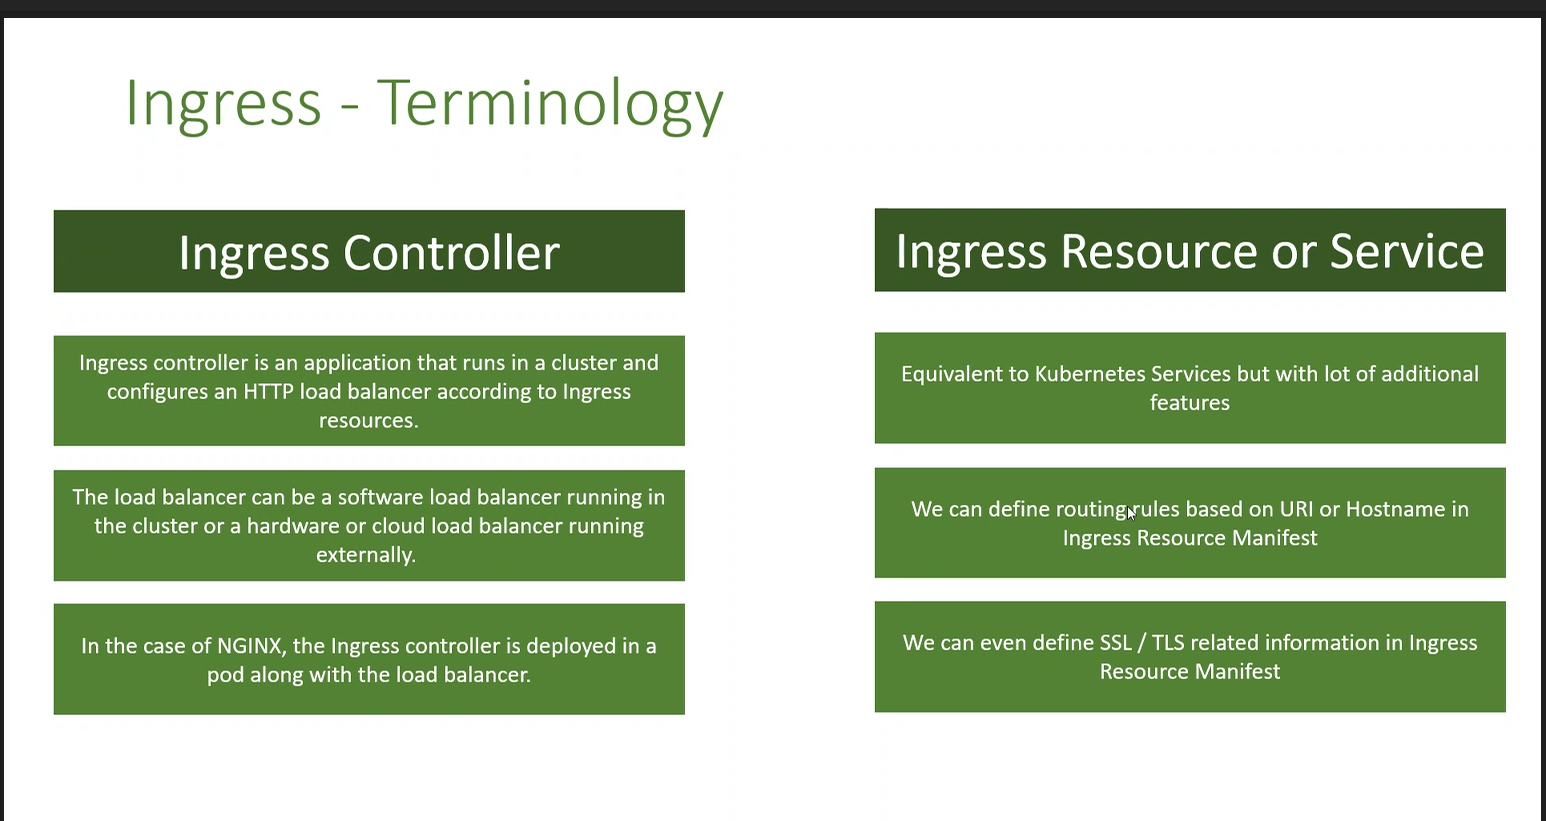 Ingress - Terminology
Ingress Controller
Ingress controller is an application that runs in a cluster and
configures an HTTP load balancer according to Ingress
resources.
The load balancer can be a software load balancer running in
the cluster or a hardware or cloud load balancer running
externally.
In the case of NGINX, the Ingress controller is deployed in a
pod along with the load balancer.
Ingress Resource or Service
Equivalent to Kubernetes Services but with lot of additional
features
We can define routing rules based on URI or Hostname in
Ingress Resource Manifest
We can even define SSL / TLS related information in Ingress
Resource Manifest